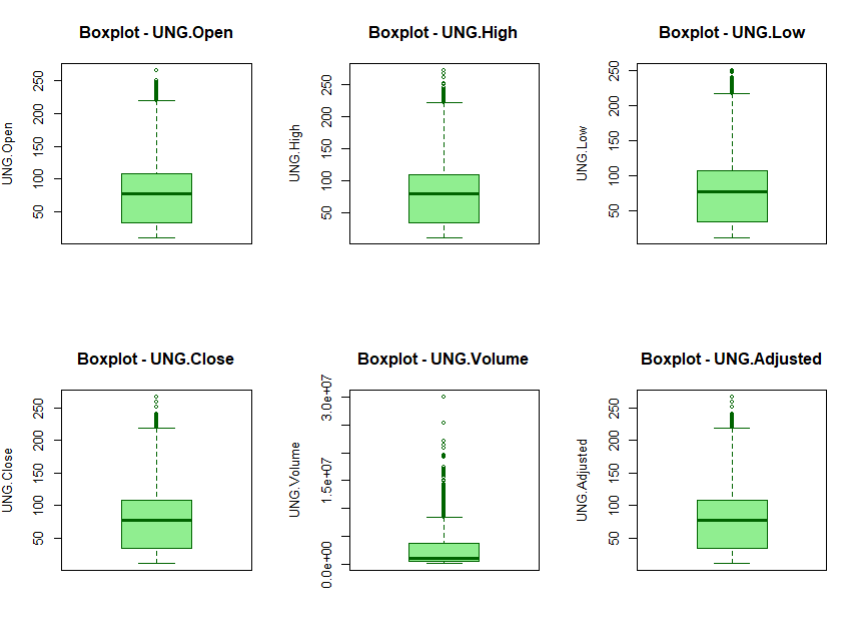 Boxplot - UNG.Open
UNG.Open
250
200
150
100
50
Boxplot - UNG.High
UNG.High
250
200
150
100
50
Boxplot - UNG.Low
UNG.Low
250
200
150
100
50
Boxplot - UNG.Close
UNG.Close
250
200
150
100
50
Boxplot - UNG.Volume
UNG.Volume
3.0e+07
1.5e+07
0.0e+00
Boxplot - UNG.Adjusted
UNG.Adjusted
250
200
150
100
50